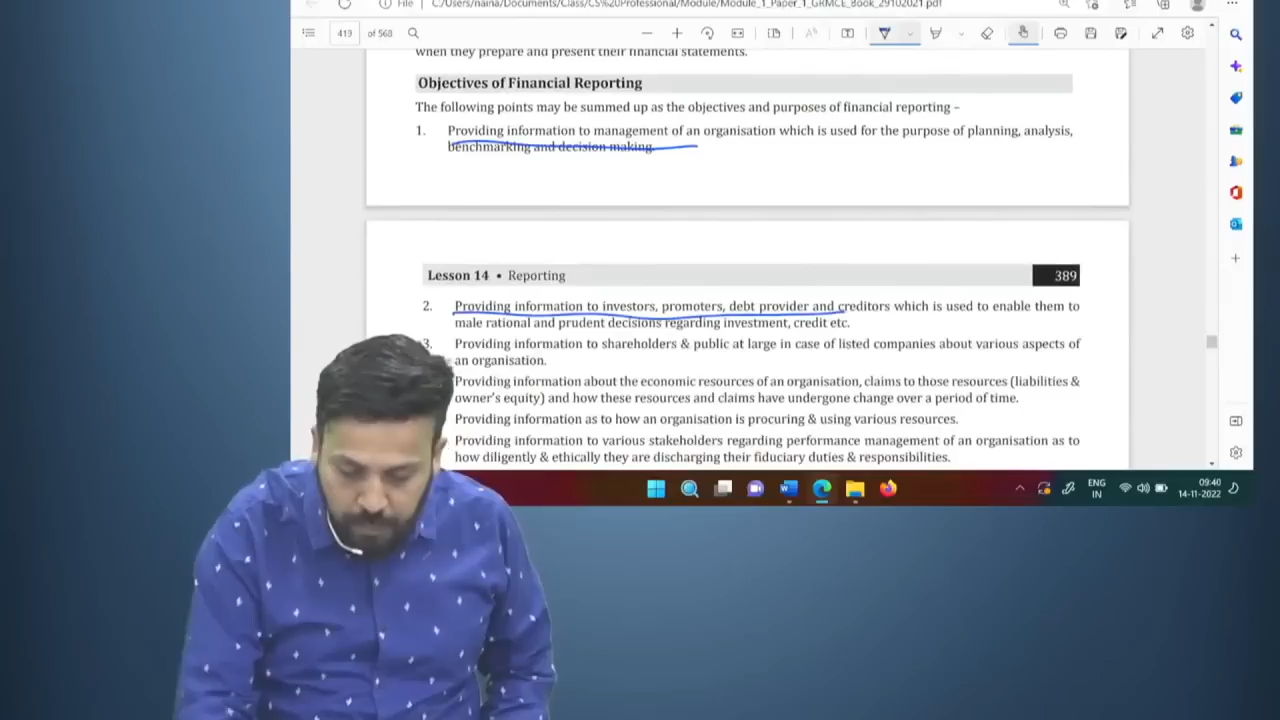 File
C:/Users/naina/Documents/Class/CS%20Professional/Module/Module_1_Paper_1_GRMCE_Book_29102021.pdf
419 of 568
when they prepare and present their financial statements.
Objectives of Financial Reporting
The following points may be summed up as the objectives and purposes of financial reporting –
1. Providing information to management of an organisation which is used for the purpose of planning, analysis,
benchmarking and decision making.
Lesson 14 • Reporting 389
2. Providing information to investors, promoters, debt provider and creditors which is used to enable them to
male rational and prudent decisions regarding investment, credit etc.
3. Providing information to shareholders & public at large in case of listed companies about various aspects of
an organisation.
Providing information about the economic resources of an organisation, claims to those resources (liabilities &
owner's equity) and how these resources and claims have undergone change over a period of time.
Providing information as to how an organisation is procuring & using various resources.
Providing information to various stakeholders regarding performance management of an organisation as to
how diligently & ethically they are discharging their fiduciary duties & responsibilities.
ENG
IN
09:40
14-11-2022